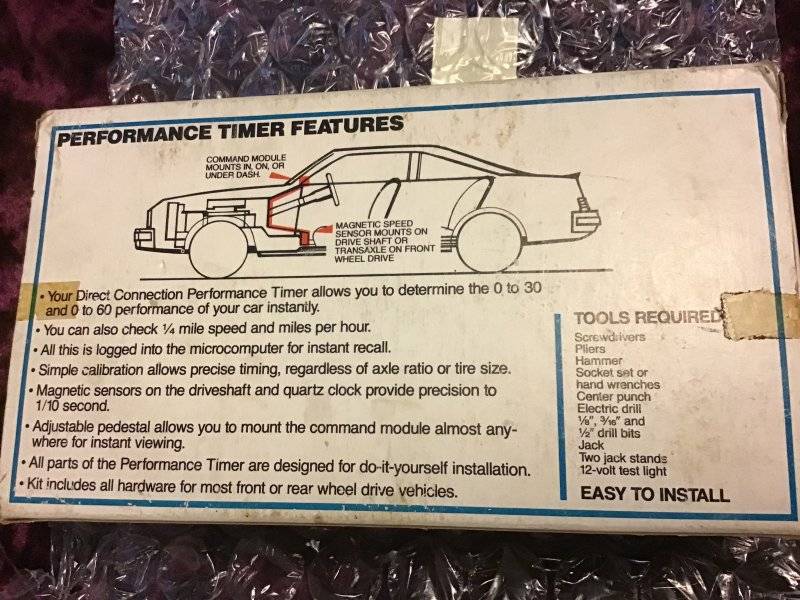 PERFORMANCE TIMER FEATURES
COMMAND MODULE
MOUNTS IN, ON, OR
UNDER DASH.
MAGNETIC SPEED
SENSOR MOUNTS ON
DRIVE SHAFT OR
TRANSAXLE ON FRONT
WHEEL DRIVE
• Your Direct Connection Performance Timer allows you to determine the 0 to 30
and 0 to 60 performance of your car instantly.
• You can also check ¼ mile speed and miles per hour.
• All this is logged into the microcomputer for instant recall.
• Simple calibration allows precise timing, regardless of axle ratio or tire size.
• Magnetic sensors on the driveshaft and quartz clock provide precision to
1/10 second.
• Adjustable pedestal allows you to mount the command module almost any-
where for instant viewing.
• All parts of the Performance Timer are designed for do-it-yourself installation.
• Kit includes all hardware for most front or rear wheel drive vehicles.
TOOLS REQUIRED
Screwdrivers
Pliers
Hammer
Socket set or
hand wrenches
Center punch
Electric drill
⅛", 3/16" and
½" drill bits
Jack
Two jack stands
12-volt test light
EASY TO INSTALL